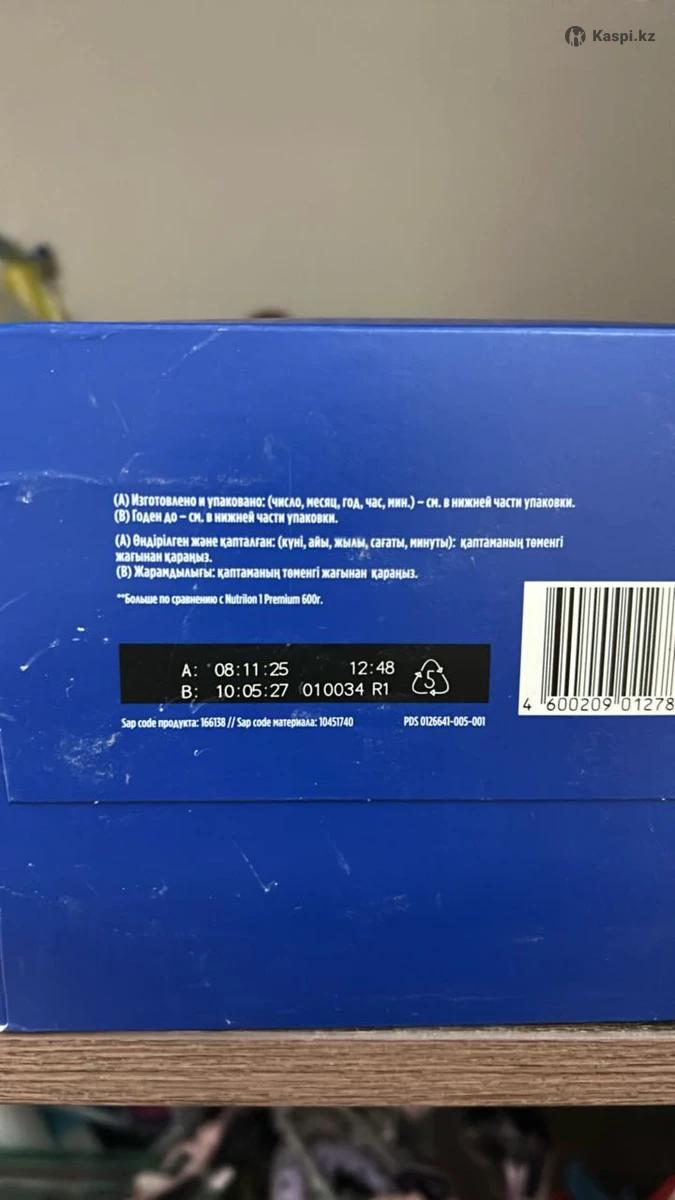 Kaspi.kz
(А) Изготовлено и упаковано: (число, месяц, год, час, мин.) – см. в нижней части упаковки.
(В) Годен до – см. в нижней части упаковки.
(А) Өндірілген және қапталған: (күні, айы, жылы, сағаты, минуты): қаптаманың төменгі
жағынан қараңыз.
(В) Жарамдылығы: қаптаманың төменгі жағынан қараңыз.
**Больше по сравнению с Nutrilon 1 Premium 600г.
A: 08:11:25 12:48
B: 10:05:27 010034 R1
5
4 600209 01278
Sap code продукта: 166138 // Sap code материала: 10451740 PDS 0126641-005-001